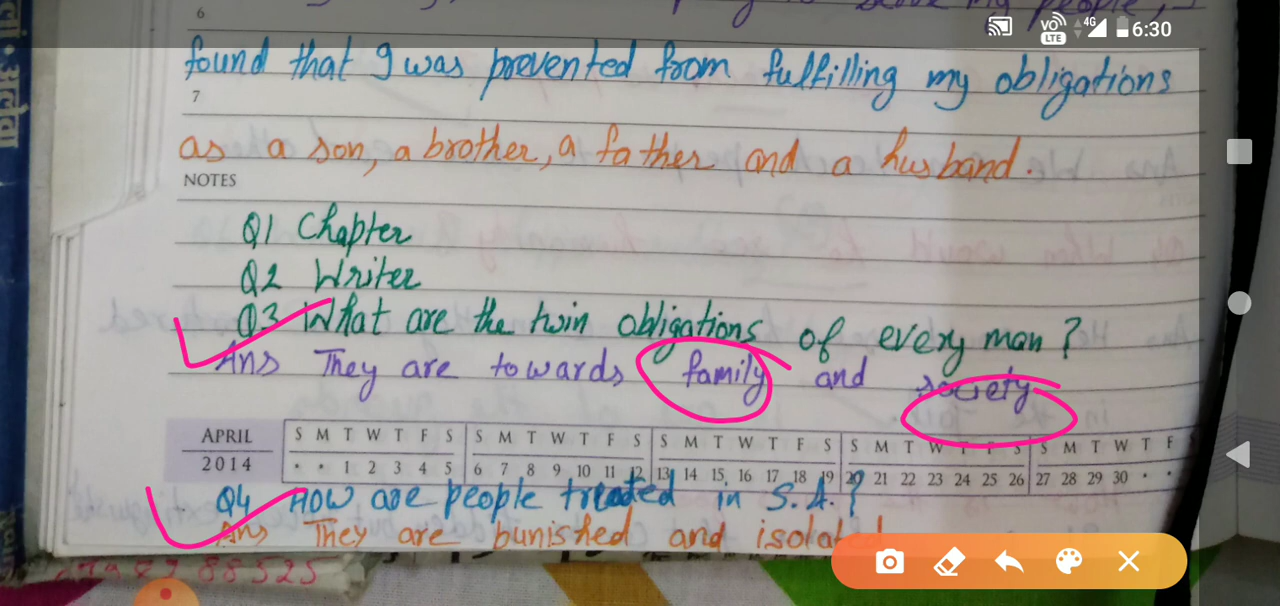 6
6:30
VO LTE 4G
found that I was prevented from fulfilling my obligations
7
as a son, a brother, a father and a husband.
NOTES
Q1 Chapter
Q2 Writer
Q3 What are the twin obligations of every man?
Ans They are towards family and society
APRIL 2014
S M T W T F S S M T W T F S S M T W T F S S M T W T F S S M T W T F
• • 1 2 3 4 5 6 7 8 9 10 11 12 13 14 15 16 17 18 19 20 21 22 23 24 25 26 27 28 29 30 • •
Q4 How are people treated in S.A.?
Ans They are bunished and isolated